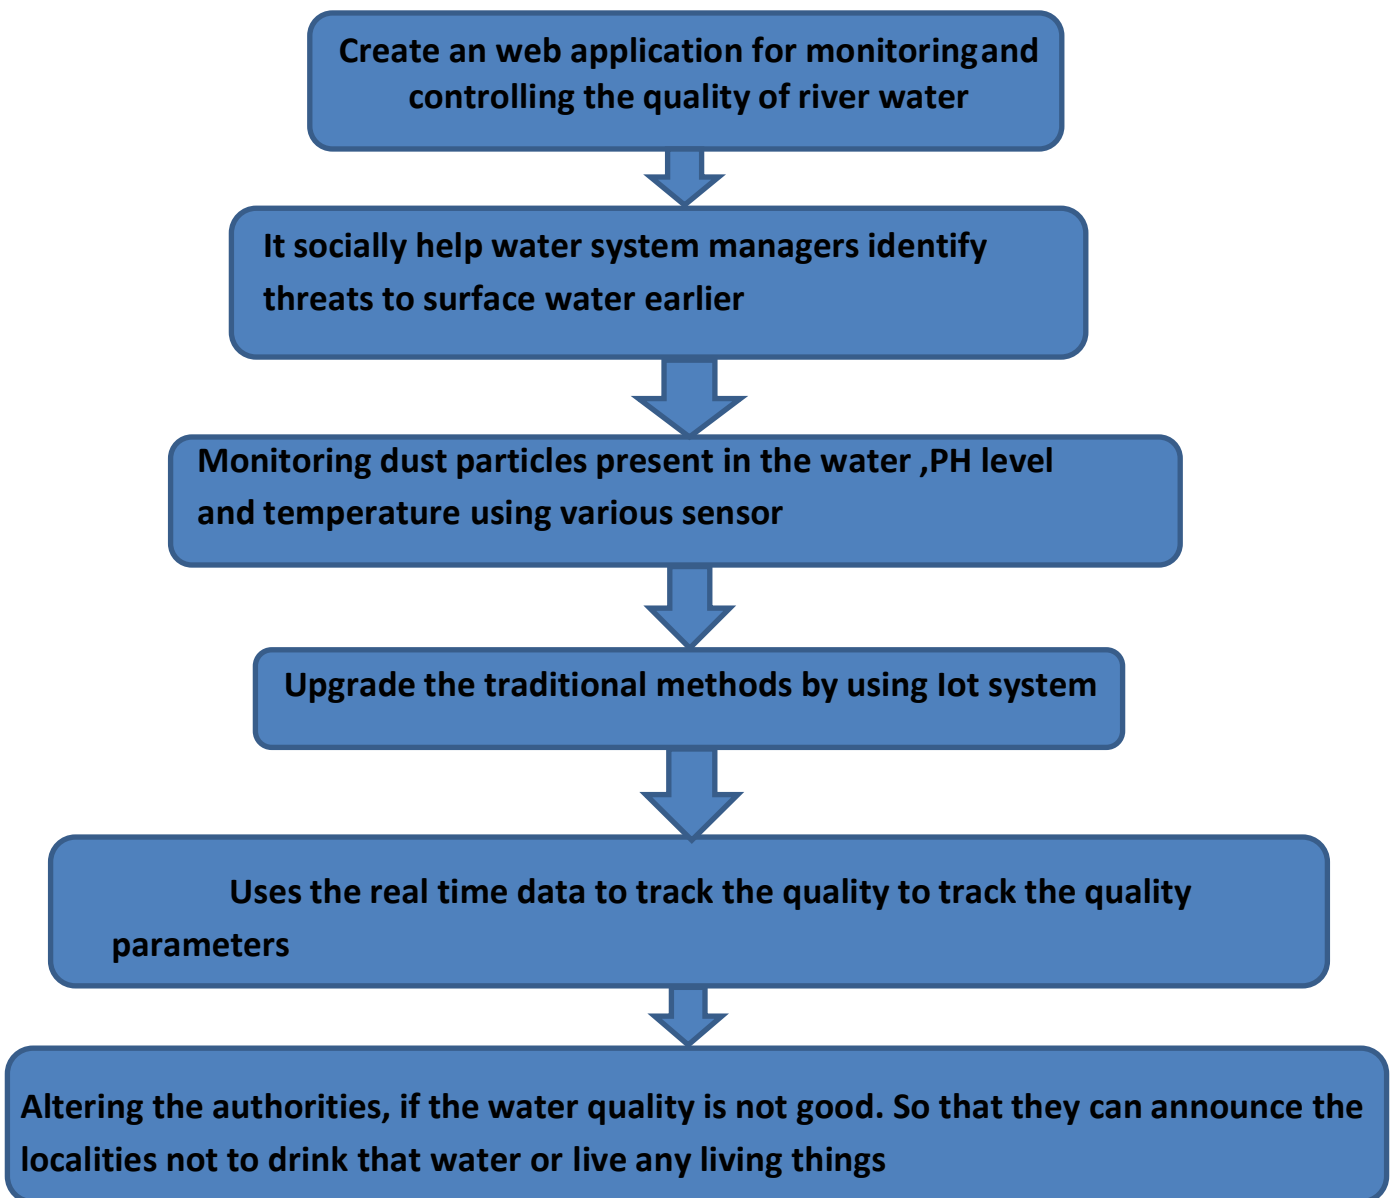 Create an web application for monitoring and
controlling the quality of river water
It socially help water system managers identify
threats to surface water earlier
Monitoring dust particles present in the water ,PH level
and temperature using various sensor
Upgrade the traditional methods by using Iot system
Uses the real time data to track the quality to track the quality
parameters
Altering the authorities, if the water quality is not good. So that they can announce the
localities not to drink that water or live any living things